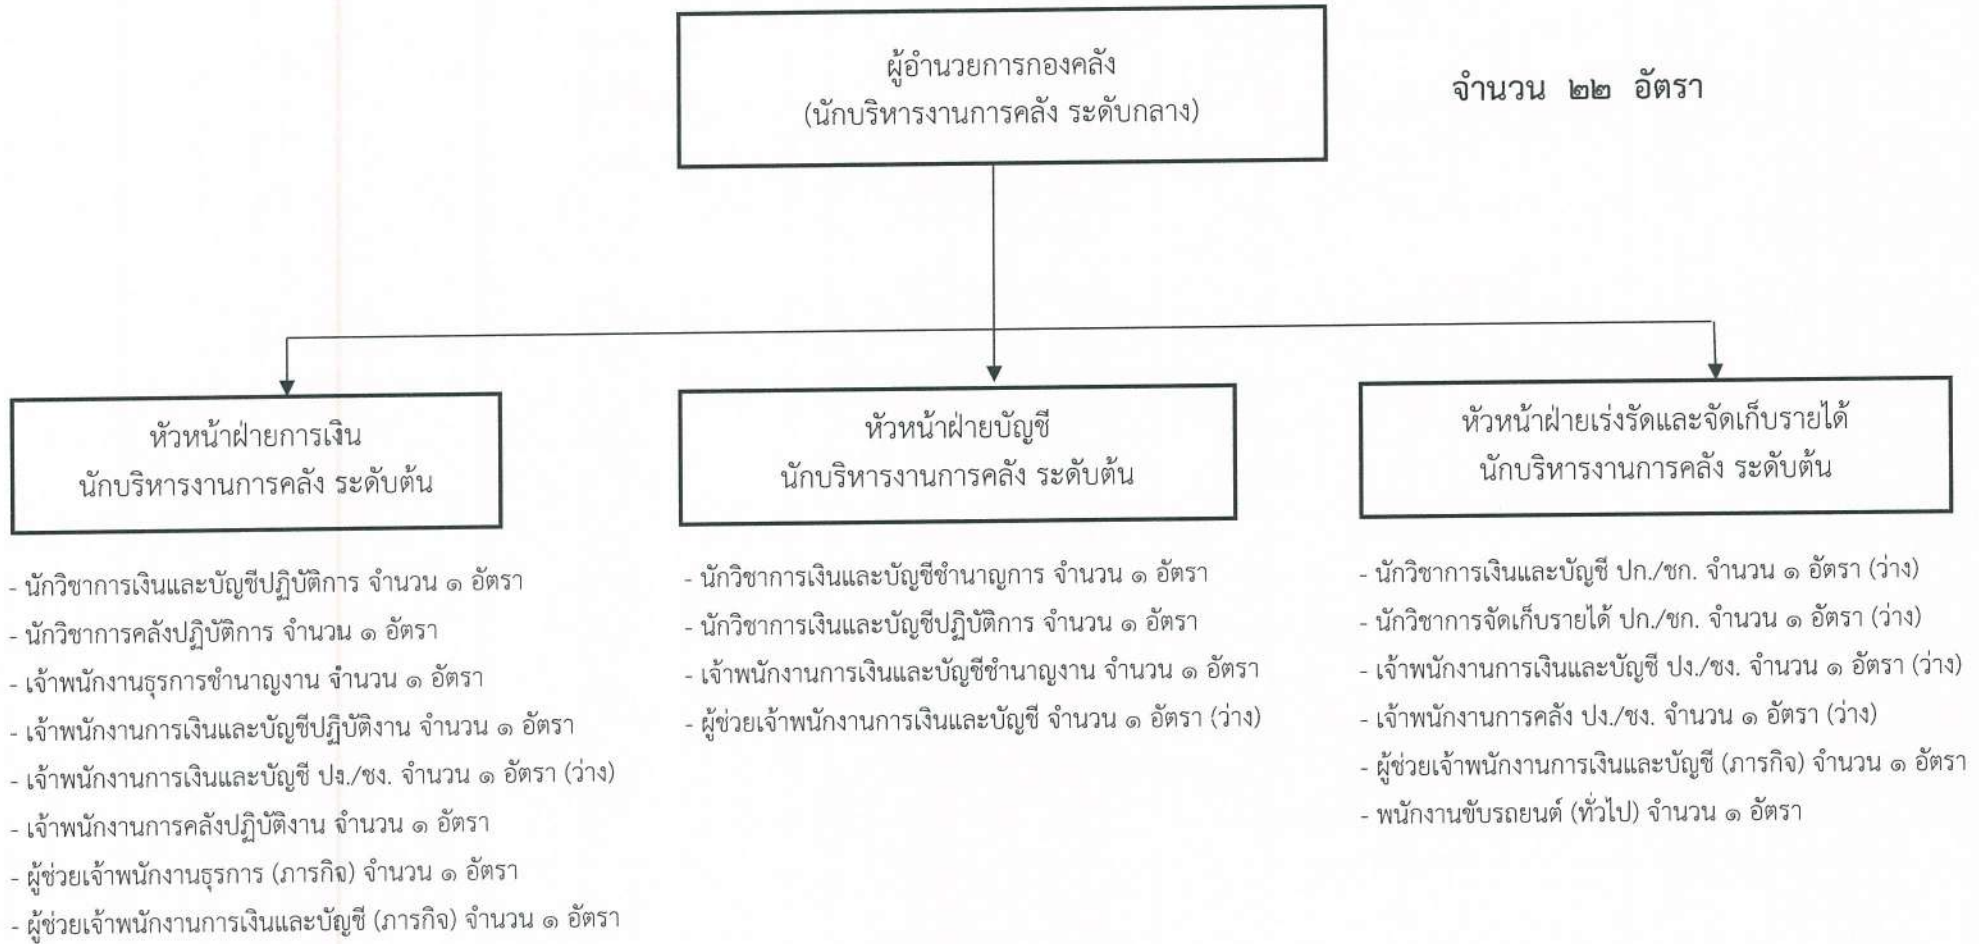 ผู้อำนวยการกองคลัง
(นักบริหารงานการคลัง ระดับกลาง)
จำนวน ๒๒ อัตรา
หัวหน้าฝ่ายการเงิน
นักบริหารงานการคลัง ระดับต้น
- นักวิชาการเงินและบัญชีปฏิบัติการ จำนวน ๑ อัตรา
- นักวิชาการคลังปฏิบัติการ จำนวน ๑ อัตรา
- เจ้าพนักงานธุรการชำนาญงาน จำนวน ๑ อัตรา
- เจ้าพนักงานการเงินและบัญชีปฏิบัติงาน จำนวน ๑ อัตรา
- เจ้าพนักงานการเงินและบัญชี ปง./ชง. จำนวน ๑ อัตรา (ว่าง)
- เจ้าพนักงานการคลังปฏิบัติงาน จำนวน ๑ อัตรา
- ผู้ช่วยเจ้าพนักงานธุรการ (ภารกิจ) จำนวน ๑ อัตรา
- ผู้ช่วยเจ้าพนักงานการเงินและบัญชี (ภารกิจ) จำนวน ๑ อัตรา
หัวหน้าฝ่ายบัญชี
นักบริหารงานการคลัง ระดับต้น
- นักวิชาการเงินและบัญชีชำนาญการ จำนวน ๑ อัตรา
- นักวิชาการเงินและบัญชีปฏิบัติการ จำนวน ๑ อัตรา
- เจ้าพนักงานการเงินและบัญชีชำนาญงาน จำนวน ๑ อัตรา
- ผู้ช่วยเจ้าพนักงานการเงินและบัญชี จำนวน ๑ อัตรา (ว่าง)
หัวหน้าฝ่ายเร่งรัดและจัดเก็บรายได้
นักบริหารงานการคลัง ระดับต้น
- นักวิชาการเงินและบัญชี ปก./ชก. จำนวน ๑ อัตรา (ว่าง)
- นักวิชาการจัดเก็บรายได้ ปก./ชก. จำนวน ๑ อัตรา (ว่าง)
- เจ้าพนักงานการเงินและบัญชี ปง./ชง. จำนวน ๑ อัตรา (ว่าง)
- เจ้าพนักงานการคลัง ปง./ชง. จำนวน ๑ อัตรา (ว่าง)
- ผู้ช่วยเจ้าพนักงานการเงินและบัญชี (ภารกิจ) จำนวน ๑ อัตรา
- พนักงานขับรถยนต์ (ทั่วไป) จำนวน ๑ อัตรา